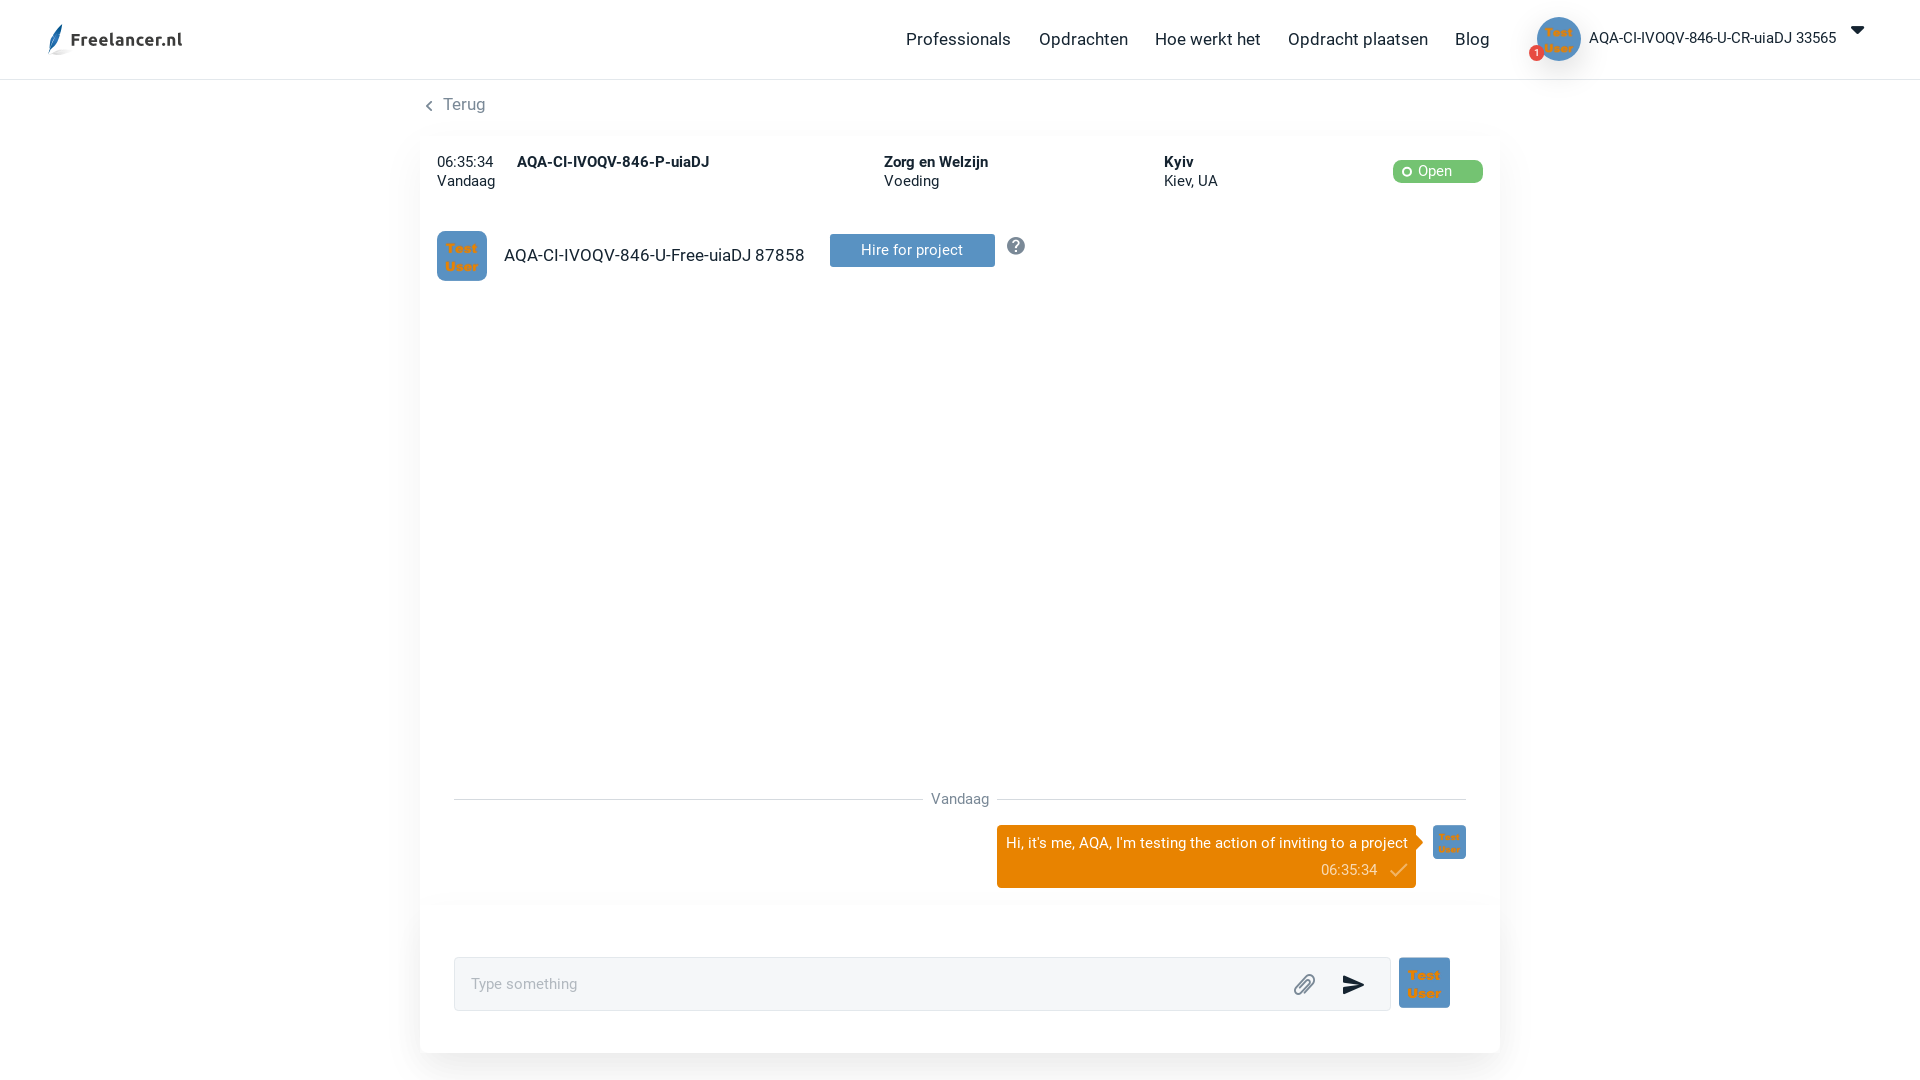 Freelancer.nl
Professionals
Opdrachten
Hoe werkt het
Opdracht plaatsen
Blog
Test
User
1
AQA-CI-IVOQV-846-U-CR-uiaDJ 33565
Terug
06:35:34
Vandaag
AQA-CI-IVOQV-846-P-uiaDJ
Zorg en Welzijn
Voeding
Kyiv
Kiev, UA
Open
Test
User
AQA-CI-IVOQV-846-U-Free-uiaDJ 87858
Hire for project
?
Vandaag
Hi, it's me, AQA, I'm testing the action of inviting to a project
06:35:34
Test
User
Type something
Test
User